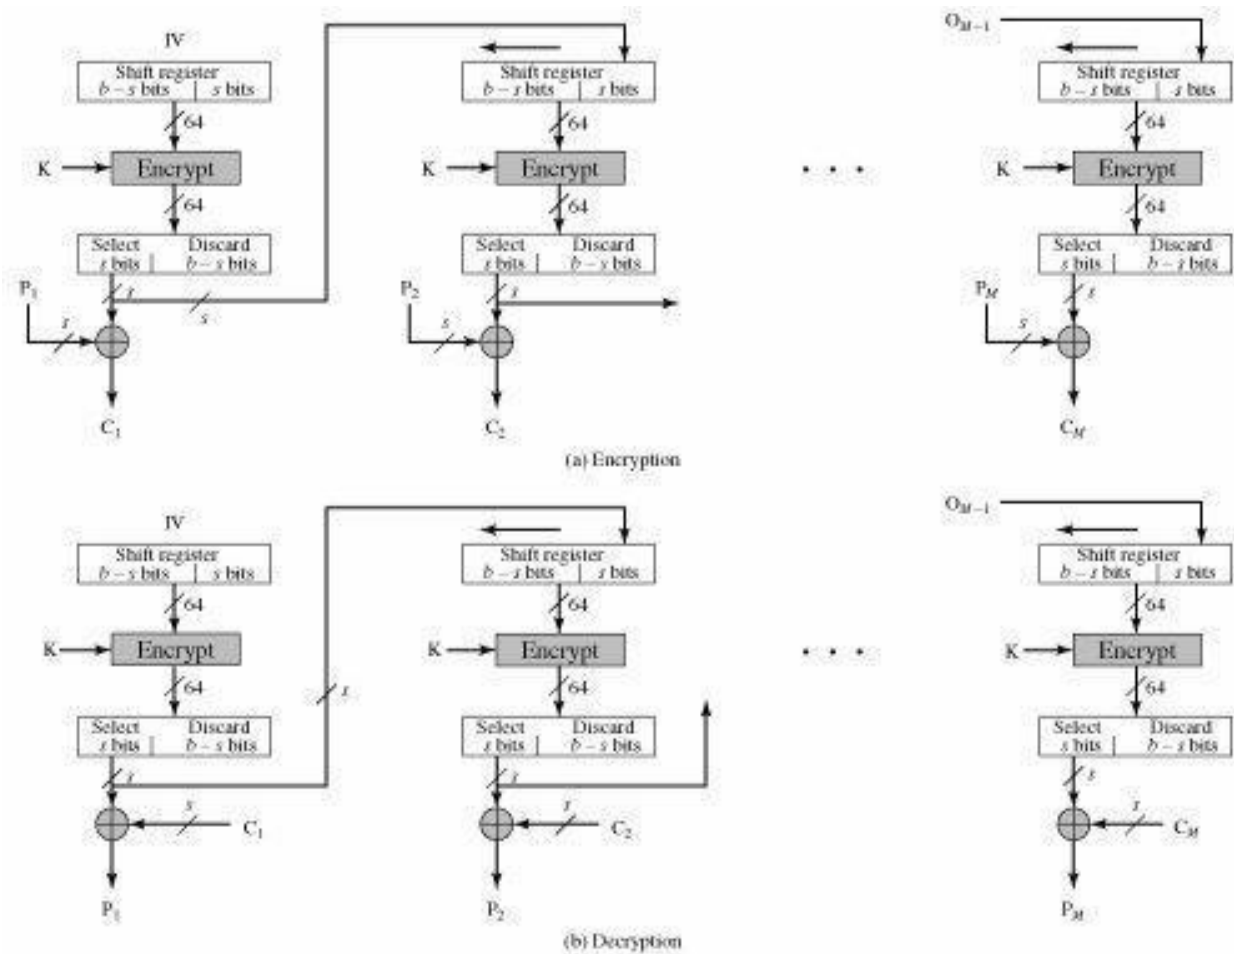 IV
Shift register
b – s bits | s bits
64
K
Encrypt
64
Select Discard
s bits | b – s bits
P1
s
s
s
C1
Shift register
b – s bits | s bits
64
K
Encrypt
64
Select Discard
s bits | b – s bits
P2
s
s
C2
. . .
OM–1
Shift register
b – s bits | s bits
64
K
Encrypt
64
Select Discard
s bits | b – s bits
PM
s
s
CM
(a) Encryption
IV
Shift register
b – s bits | s bits
64
K
Encrypt
64
s
Select Discard
s bits | b – s bits
s
s
C1
P1
Shift register
b – s bits | s bits
64
K
Encrypt
64
Select Discard
s bits | b – s bits
s
s
C2
P2
. . .
OM–1
Shift register
b – s bits | s bits
64
K
Encrypt
64
Select Discard
s bits | b – s bits
s
s
CM
PM
(b) Decryption